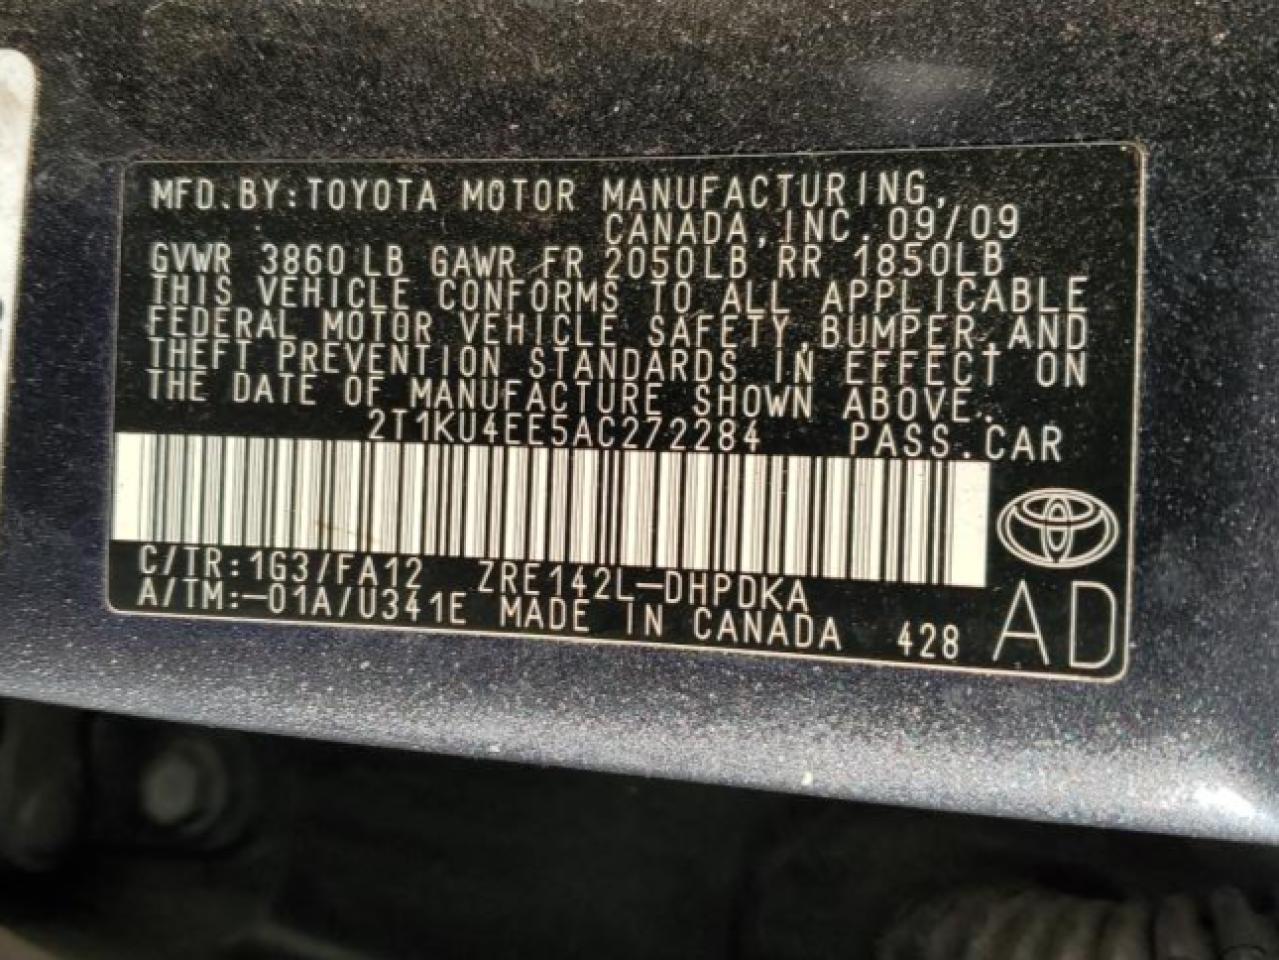 MFD.BY:TOYOTA MOTOR MANUFACTURING,
CANADA,INC.09/09
GVWR 3860LB GAWR FR 2050LB RR 1850LB
THIS VEHICLE CONFORMS TO ALL APPLICABLE
FEDERAL MOTOR VEHICLE SAFETY,BUMPER,AND
THEFT PREVENTION STANDARDS IN EFFECT ON
THE DATE OF MANUFACTURE SHOWN ABOVE.
2T1KU4EE5AC272284 PASS.CAR
C/TR:1G3/FA12 ZRE142L-DHPDKA
A/TM:-01A/U341E MADE IN CANADA 428
AD